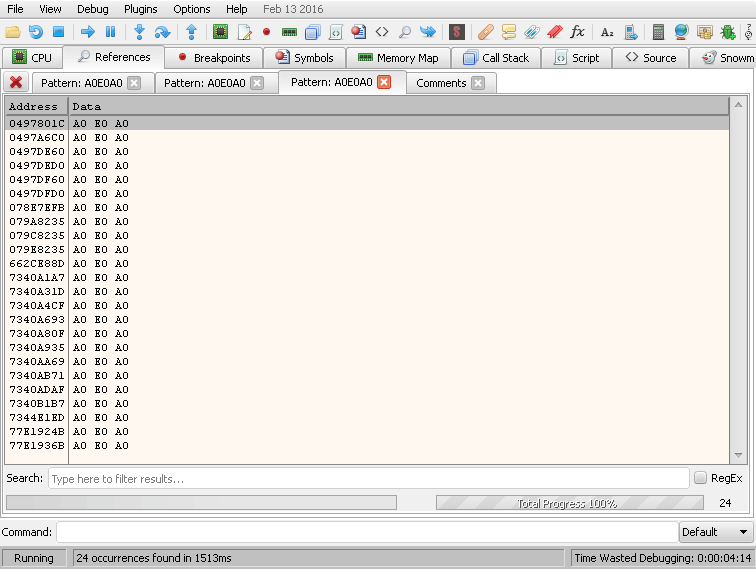 File View Debug Plugins Options Help Feb 13 2016
CPU References Breakpoints Symbols Memory Map Call Stack Script Source Snowm
Pattern: A0E0A0 Pattern: A0E0A0 Pattern: A0E0A0 Comments
Address Data
0497801C A0 E0 A0
0497A6C0 A0 E0 A0
0497DE60 A0 E0 A0
0497DED0 A0 E0 A0
0497DF60 A0 E0 A0
0497DFD0 A0 E0 A0
078E7EFB A0 E0 A0
079A8235 A0 E0 A0
079C8235 A0 E0 A0
079E8235 A0 E0 A0
662CE88D A0 E0 A0
7340A1A7 A0 E0 A0
7340A31D A0 E0 A0
7340A4CF A0 E0 A0
7340A693 A0 E0 A0
7340A80F A0 E0 A0
7340A935 A0 E0 A0
7340AA69 A0 E0 A0
7340AB71 A0 E0 A0
7340ADAF A0 E0 A0
7340B1B7 A0 E0 A0
7344E1ED A0 E0 A0
77E1924B A0 E0 A0
77E1936B A0 E0 A0
Search: Type here to filter results... RegEx
Total Progress 100% 24
Command: Default
Running 24 occurrences found in 1513ms Time Wasted Debugging: 0:00:04:14